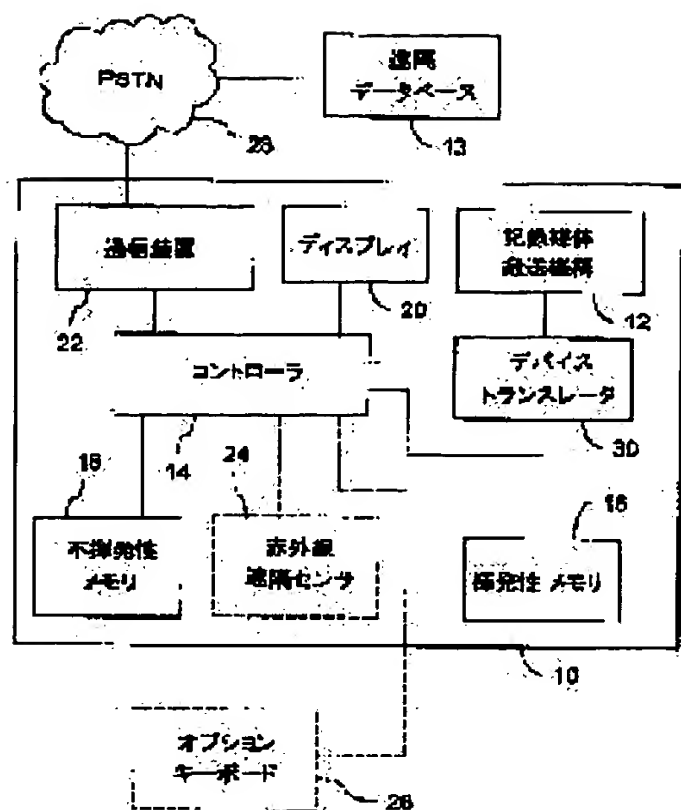 PSTN
遠隔
データベース
28
13
通信装置
ディスプレイ
記録媒体
搬送機構
22
20
12
コントローラ
デバイス
トランスレータ
18
14
24
30
16
不揮発性
メモリ
赤外線
遠隔センサ
揮発性 メモリ
10
オプション
キーボード
26